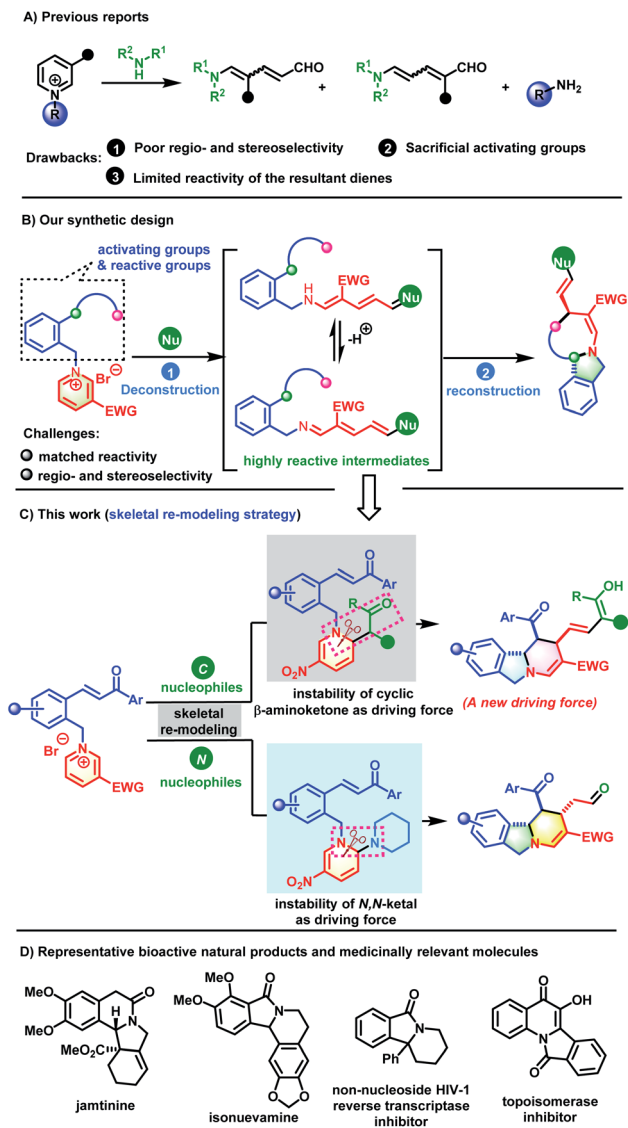 A) Previous reports
R² R¹
N
H
R¹
N
R²
CHO
+
R¹
N
R²
CHO
+
R
NH₂
N
⊕
R
Drawbacks:
1 Poor regio- and stereoselectivity
2 Sacrificial activating groups
3 Limited reactivity of the resultant dienes
B) Our synthetic design
activating groups
& reactive groups
Nu
1
Deconstruction
N
⊕
Br⊖
EWG
H
N
EWG
Nu
-H⊕
N
EWG
Nu
highly reactive intermediates
2
reconstruction
Nu
EWG
N
Challenges:
matched reactivity
regio- and stereoselectivity
C) This work (skeletal re-modeling strategy)
O
Ar
Br⊖
N
⊕
EWG
C
nucleophiles
skeletal
re-modeling
N
nucleophiles
O
Ar
R
O
N
O₂N
instability of cyclic
β-aminoketone as driving force
O
Ar
R
OH
N
EWG
(A new driving force)
O
Ar
N
N
O₂N
instability of N,N-ketal
as driving force
O
Ar
O
N
EWG
D) Representative bioactive natural products and medicinally relevant molecules
MeO
MeO
O
N
H
MeO₂C
jamtinine
MeO
MeO
O
N
O
O
isonuevamine
O
N
Ph
non-nucleoside HIV-1
reverse transcriptase
inhibitor
O
OH
N
O
topoisomerase
inhibitor